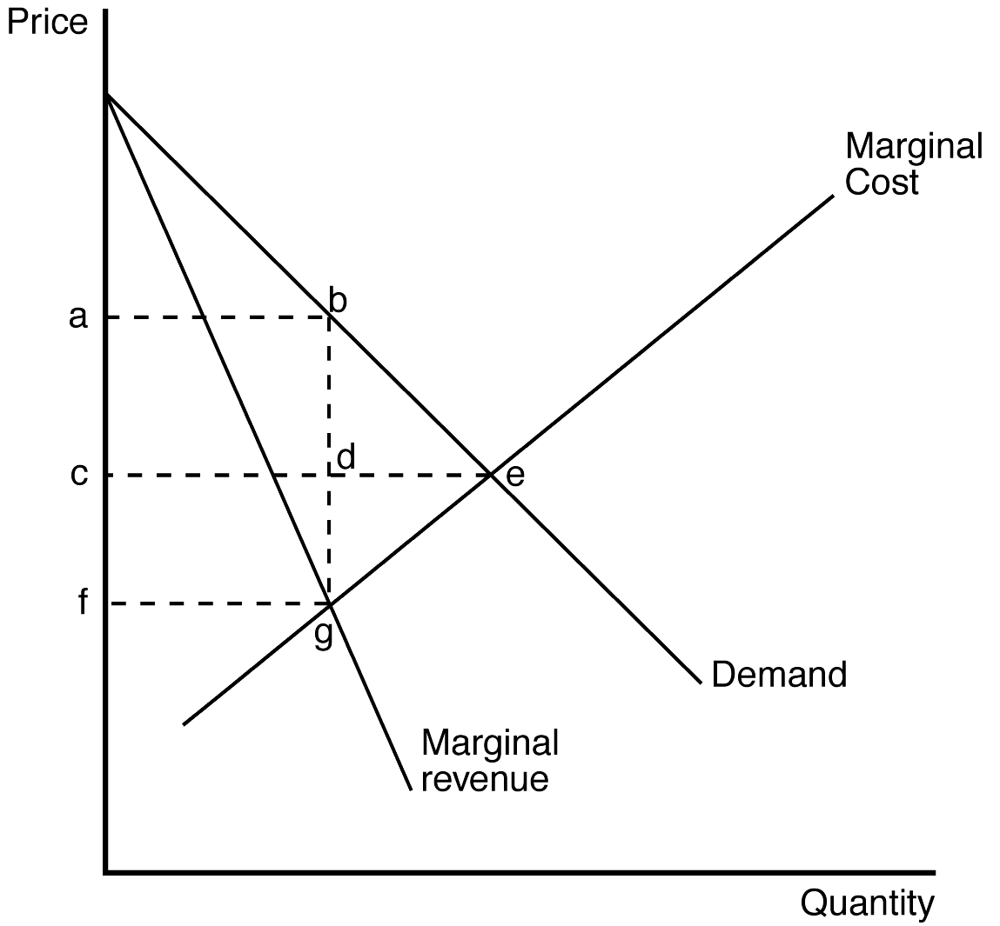 Price
Marginal
Cost
b
a
d
c
e
f
g
Demand
Marginal
revenue
Quantity